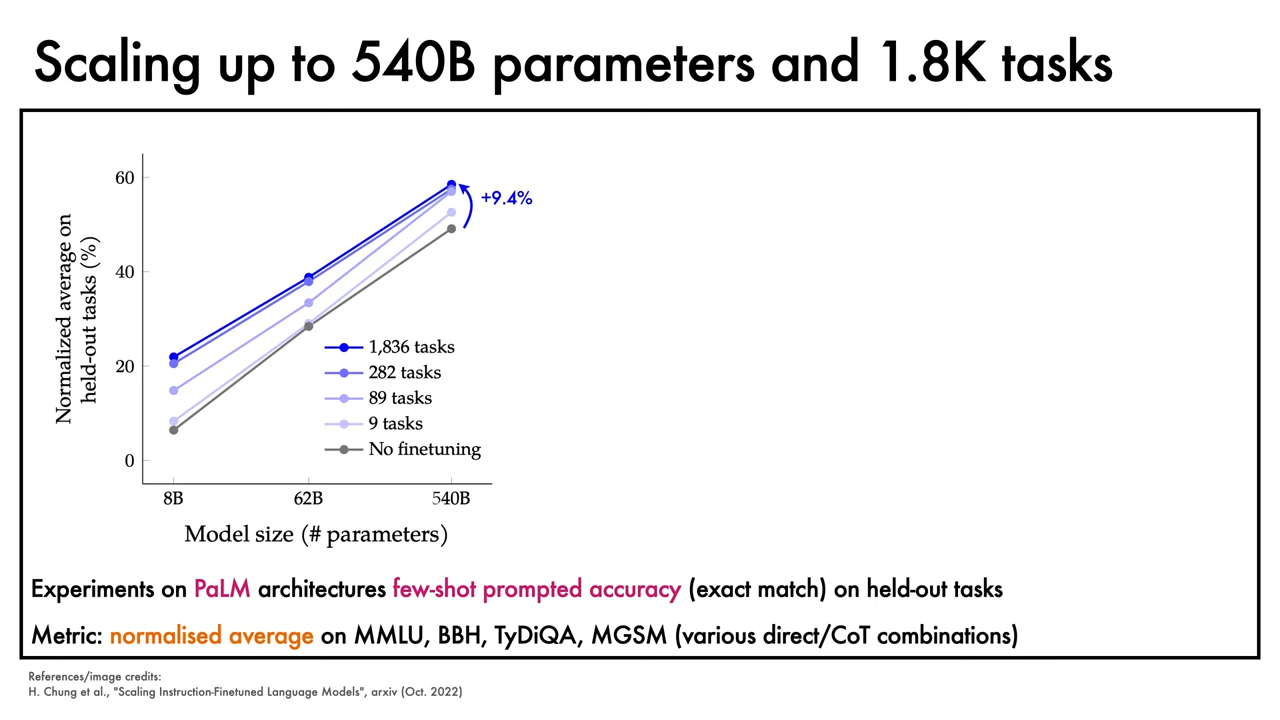 Scaling up to 540B parameters and 1.8K tasks
60
40
20
0
Normalized average on
held-out tasks (%)
+9.4%
1,836 tasks
282 tasks
89 tasks
9 tasks
No finetuning
8B 62B 540B
Model size (# parameters)
Experiments on PaLM architectures few-shot prompted accuracy (exact match) on held-out tasks
Metric: normalised average on MMLU, BBH, TyDiQA, MGSM (various direct/CoT combinations)
References/image credits:
H. Chung et al., "Scaling Instruction-Finetuned Language Models", arxiv (Oct. 2022)